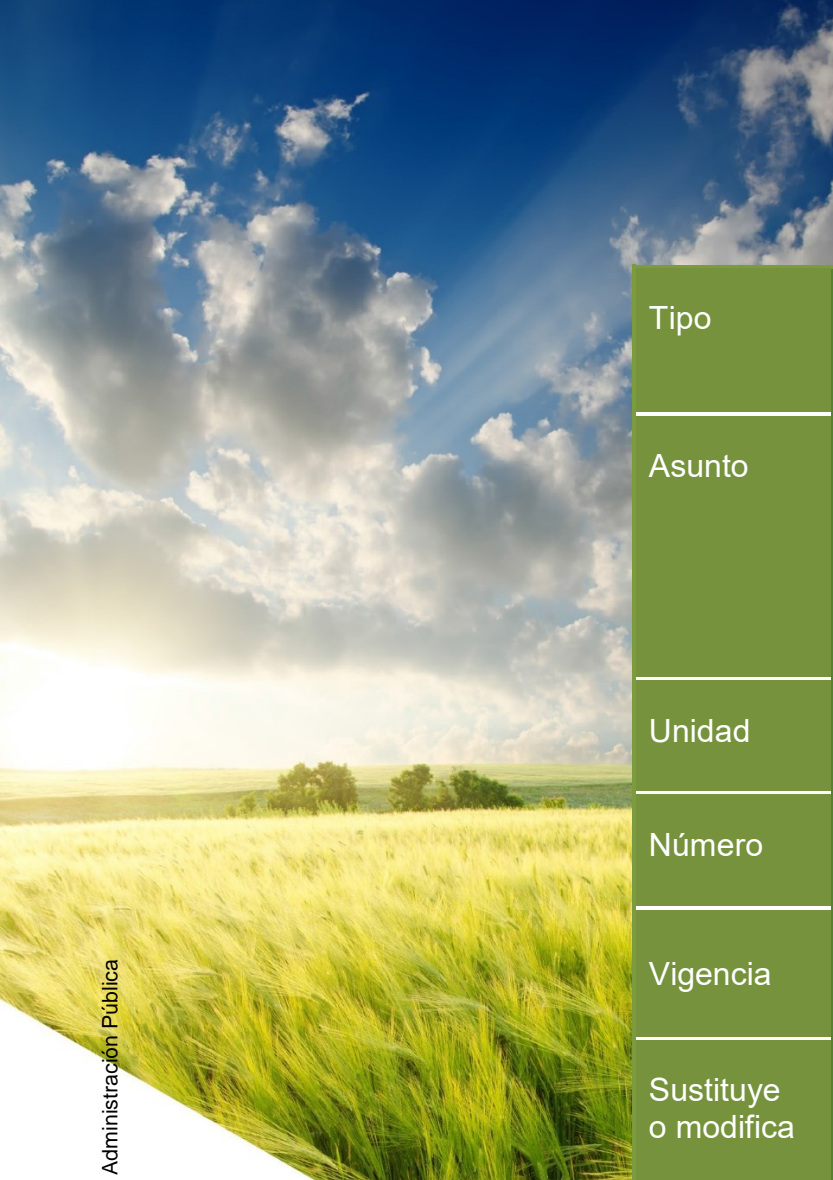 Tipo
Asunto
Unidad
Número
Vigencia
Sustituye
o modifica
Administración Pública